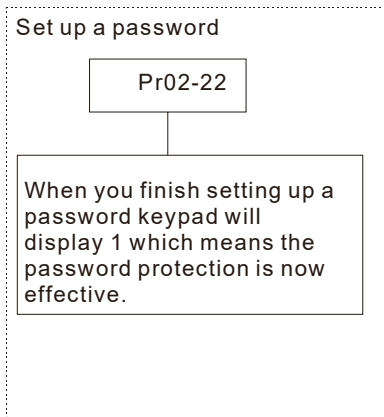 Set up a password
Pr02-22
When you finish setting up a
password keypad will
display 1 which means the
password protection is now
effective.